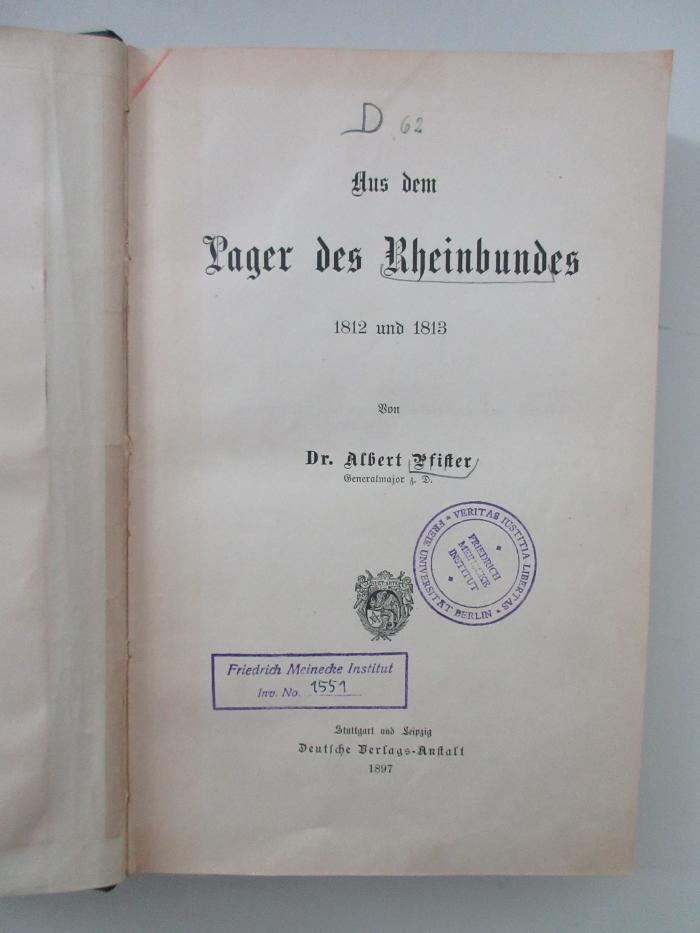 D 62
Aus dem
Lager des Rheinbundes
1812 und 1813
Von
Dr. Albert Pfister
Generalmajor z. D.
FREIE UNIVERSITÄT BERLIN * VERITAS IUSTITIA LIBERTAS *
FRIEDRICH
MEINECKE
INSTITUT
Friedrich Meinecke Institut
Inv. No. 1551
Stuttgart und Leipzig
Deutsche Verlags-Anstalt
1897